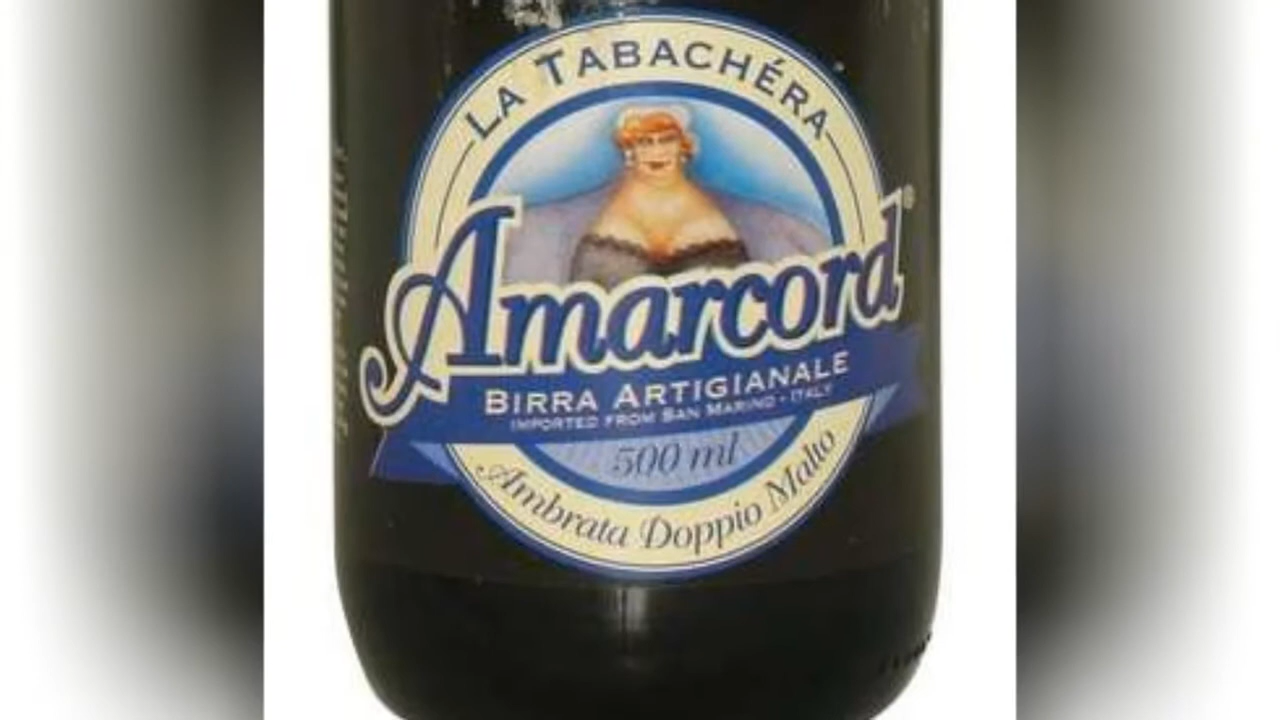 LA TABACHÉRA
Amarcord®
BIRRA ARTIGIANALE
IMPORTED FROM SAN MARINO - ITALY
500 ml
Ambrata Doppio Malto